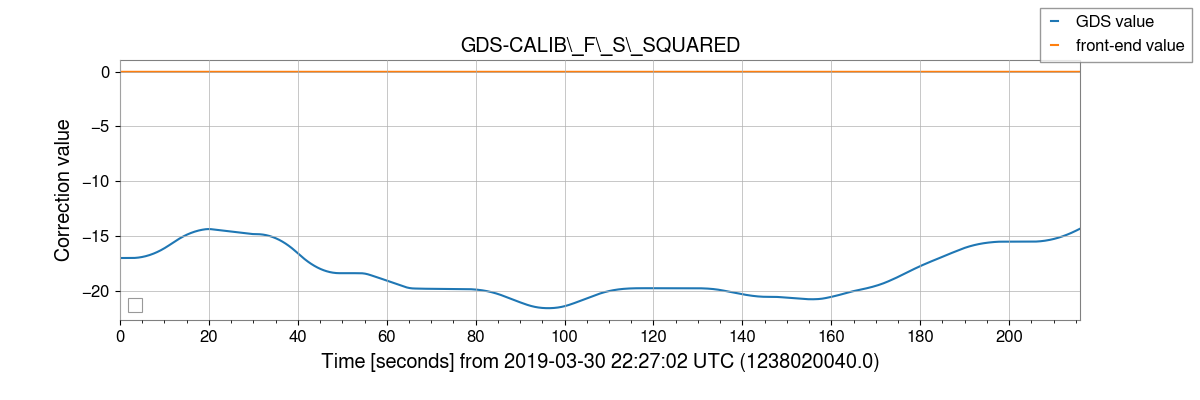 GDS value
front-end value
GDS-CALIB\_F\_S\_SQUARED
Correction value
0
−5
−10
−15
−20
0 20 40 60 80 100 120 140 160 180 200
Time [seconds] from 2019-03-30 22:27:02 UTC (1238020040.0)